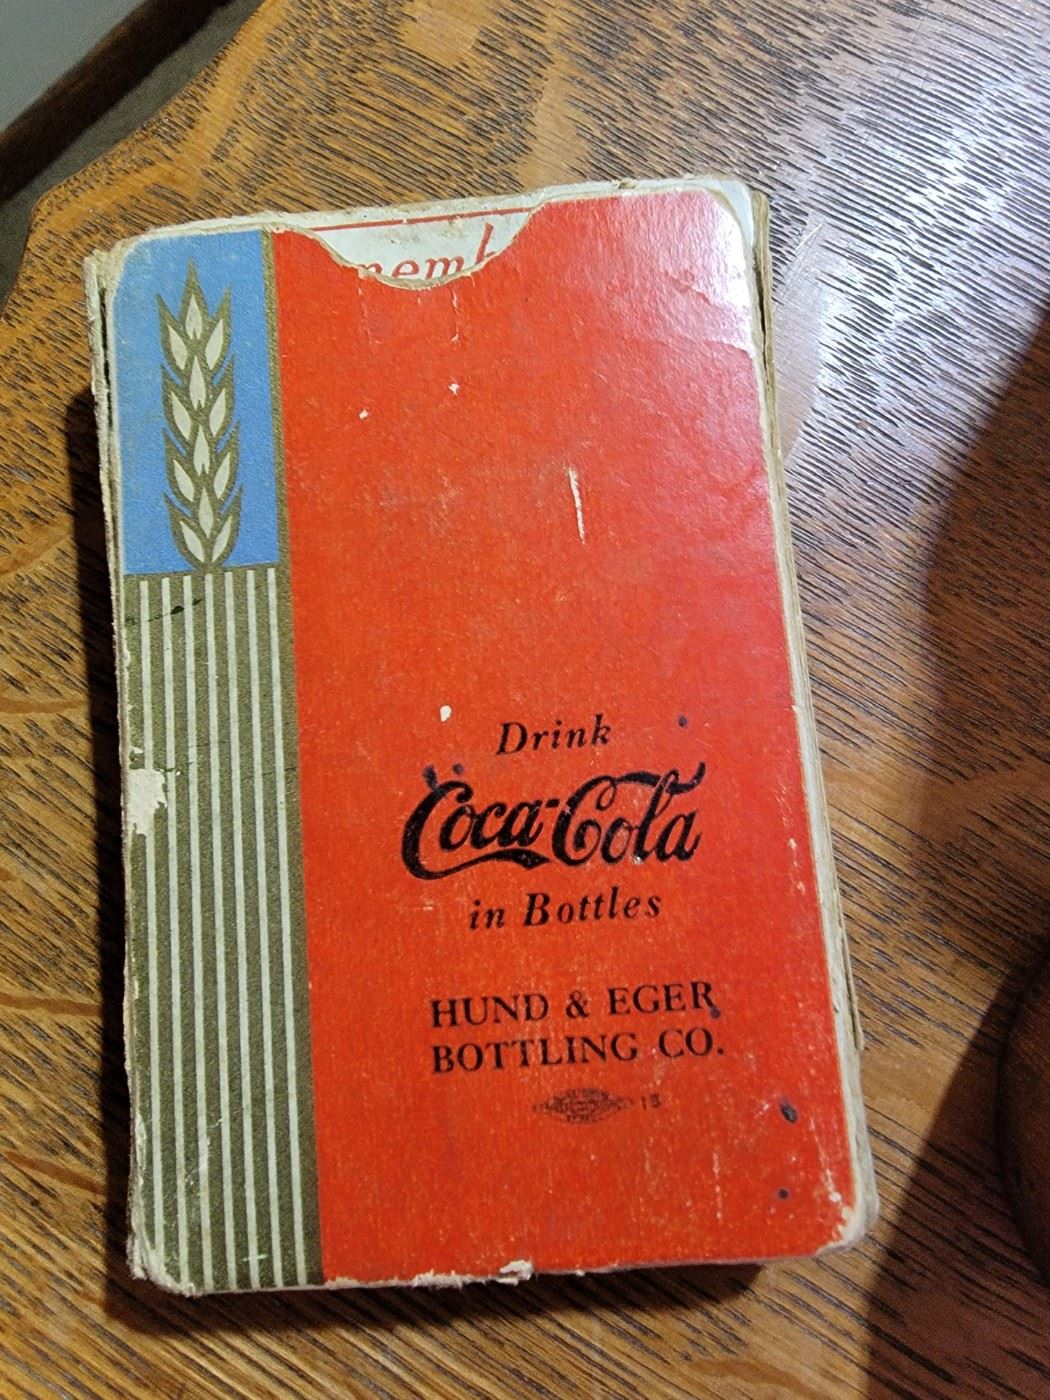 Drink
Coca-Cola
in Bottles
HUND & EGER
BOTTLING CO.